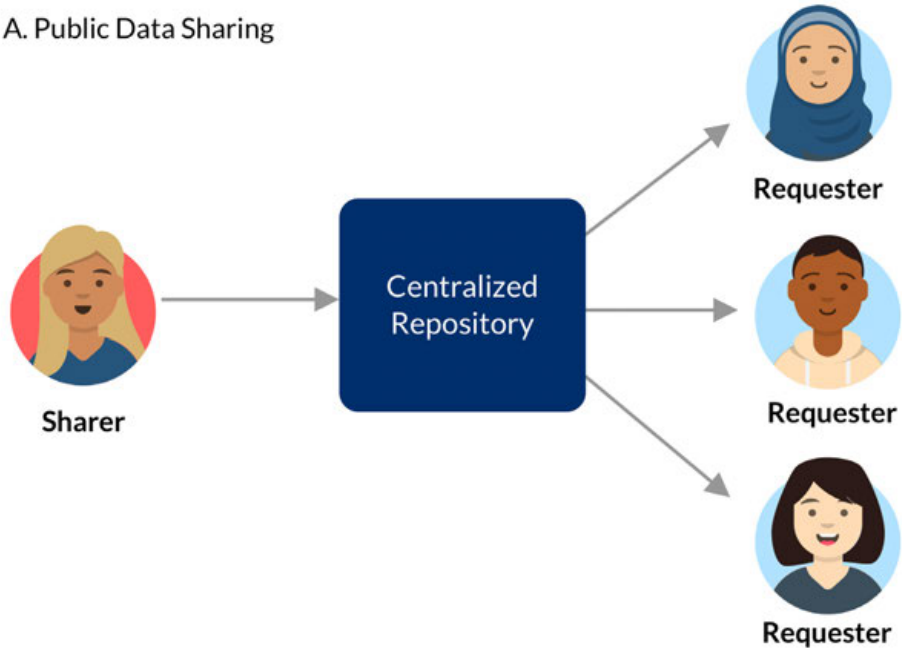 A. Public Data Sharing
Requester
Centralized
Repository
Sharer
Requester
Requester